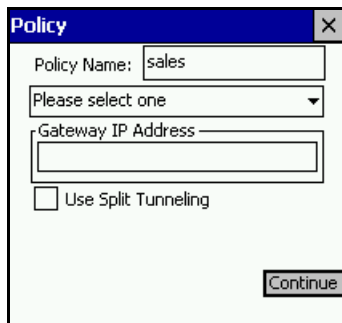 Policy
Policy Name: sales
Please select one
Gateway IP Address
Use Split Tunneling
Continue